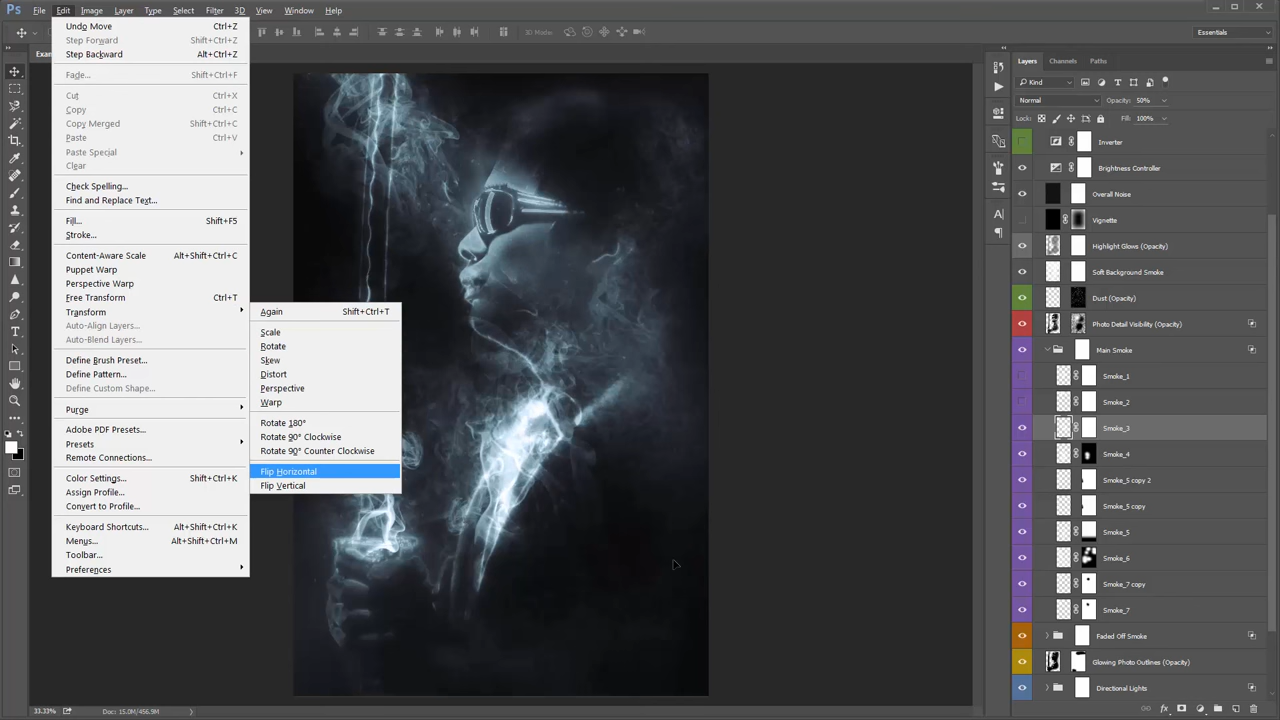 Ps File Edit Image Layer Type Select Filter 3D View Window Help
3D Mode:
Essentials
Undo Move Ctrl+Z
Step Forward Shift+Ctrl+Z
Step Backward Alt+Ctrl+Z
Fade... Shift+Ctrl+F
Cut Ctrl+X
Copy Ctrl+C
Copy Merged Shift+Ctrl+C
Paste Ctrl+V
Paste Special
Clear
Check Spelling...
Find and Replace Text...
Fill... Shift+F5
Stroke...
Content-Aware Scale Alt+Shift+Ctrl+C
Puppet Warp
Perspective Warp
Free Transform Ctrl+T
Transform
Auto-Align Layers...
Auto-Blend Layers...
Define Brush Preset...
Define Pattern...
Define Custom Shape...
Purge
Adobe PDF Presets...
Presets
Remote Connections...
Color Settings... Shift+Ctrl+K
Assign Profile...
Convert to Profile...
Keyboard Shortcuts... Alt+Shift+Ctrl+K
Menus... Alt+Shift+Ctrl+M
Toolbar...
Preferences
Again Shift+Ctrl+T
Scale
Rotate
Skew
Distort
Perspective
Warp
Rotate 180°
Rotate 90° Clockwise
Rotate 90° Counter Clockwise
Flip Horizontal
Flip Vertical
Layers Channels Paths
Kind
Normal Opacity: 50%
Lock: Fill: 100%
Inverter
Brightness Controller
Overall Noise
Vignette
Highlight Glows (Opacity)
Soft Background Smoke
Dust (Opacity)
Photo Detail Visibility (Opacity)
Main Smoke
Smoke_1
Smoke_2
Smoke_3
Smoke_4
Smoke_5 copy 2
Smoke_5 copy
Smoke_5
Smoke_6
Smoke_7 copy
Smoke_7
Faded Off Smoke
Glowing Photo Outlines (Opacity)
Directional Lights
33.33% Doc: 15.0M/456.9M